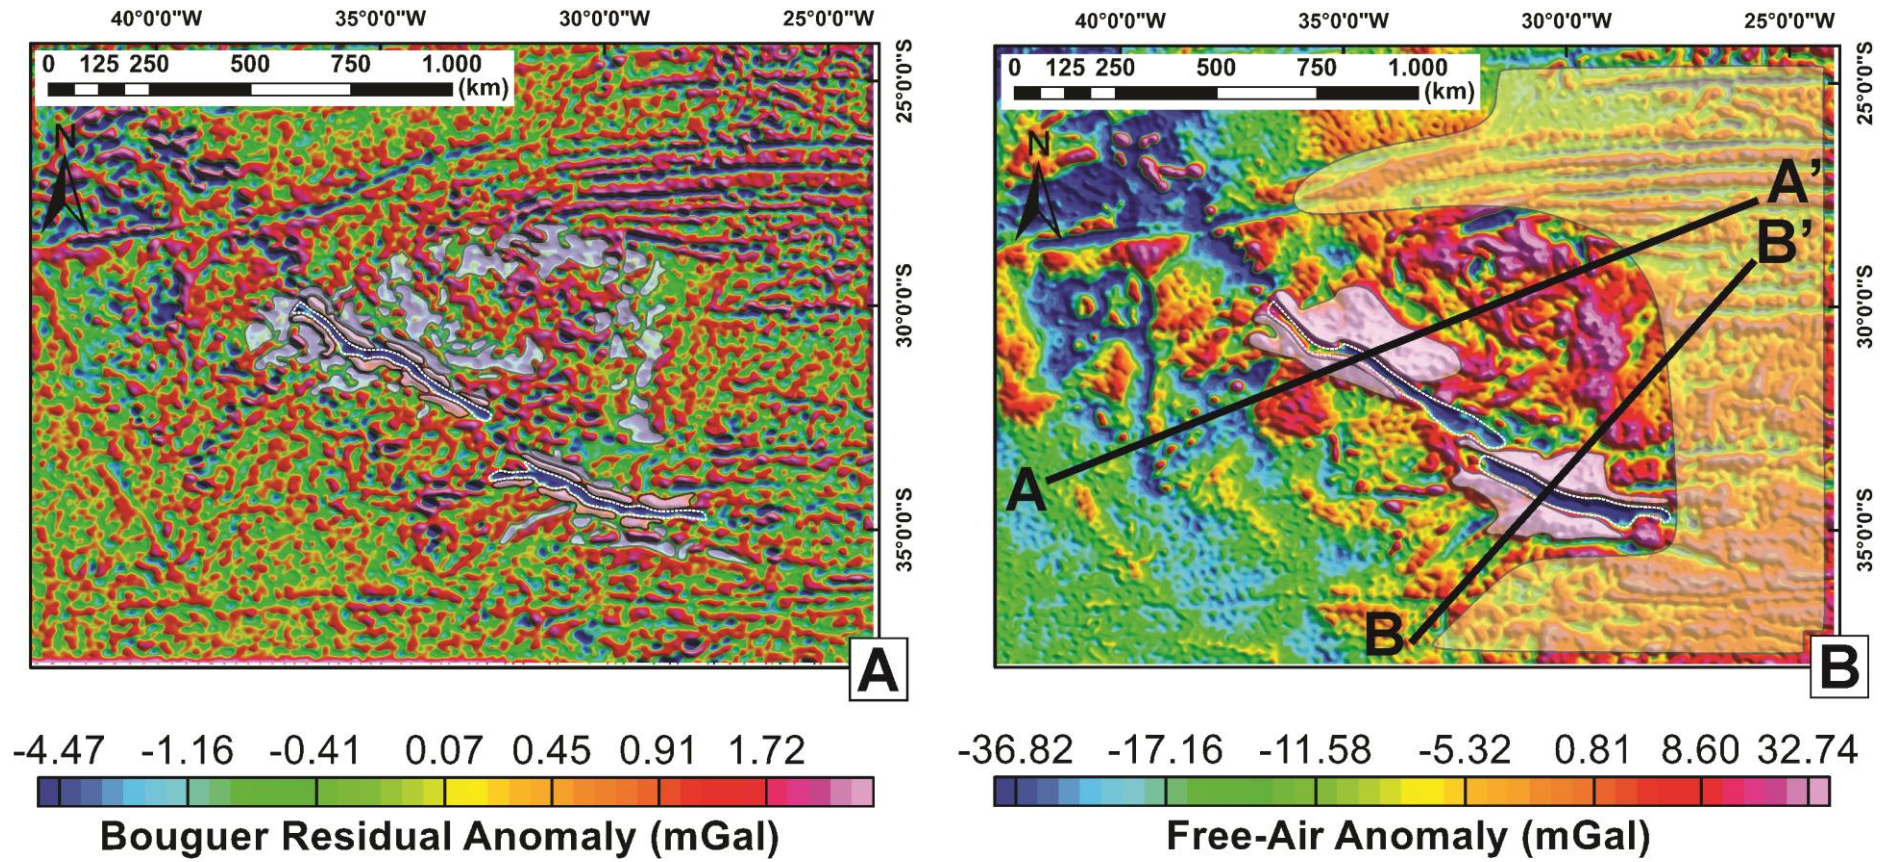 40°0'0"W 35°0'0"W 30°0'0"W 25°0'0"W
0 125 250 500 750 1.000
(km)
N
25°0'0"S
30°0'0"S
35°0'0"S
A
-4.47 -1.16 -0.41 0.07 0.45 0.91 1.72
Bouguer Residual Anomaly (mGal)
40°0'0"W 35°0'0"W 30°0'0"W 25°0'0"W
0 125 250 500 750 1.000
(km)
N
25°0'0"S
A'
B'
30°0'0"S
A
35°0'0"S
B
B
-36.82 -17.16 -11.58 -5.32 0.81 8.60 32.74
Free-Air Anomaly (mGal)